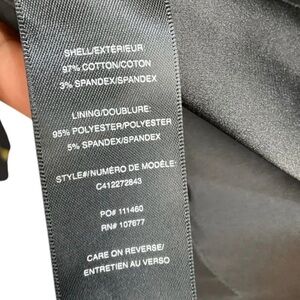 SHELL/EXTÉRIEUR:
97% COTTON/COTON
3% SPANDEX/SPANDEX
LINING/DOUBLURE:
95% POLYESTER/POLYESTER
5% SPANDEX/SPANDEX
STYLE#/NUMÉRO DE MODÈLE:
C412272843
PO# 111460
RN# 107677
CARE ON REVERSE/
ENTRETIEN AU VERSO